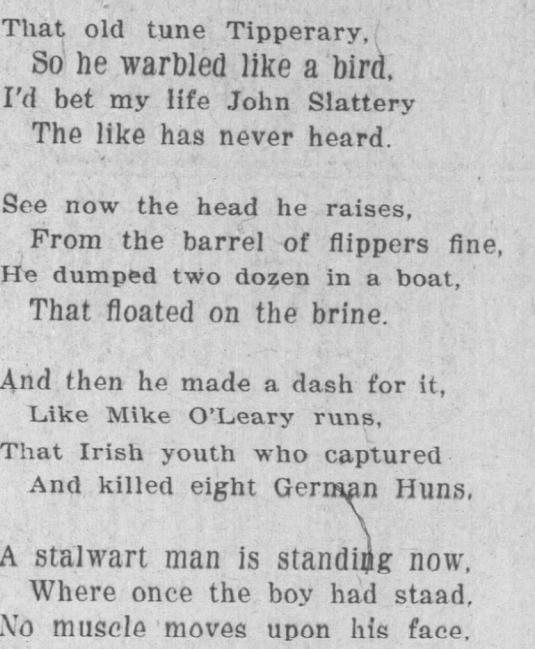 That old tune Tipperary,
So he warbled like a bird,
I'd bet my life John Slattery
The like has never heard.
See now the head he raises,
From the barrel of flippers fine,
He dumped two dozen in a boat,
That floated on the brine.
And then he made a dash for it,
Like Mike O'Leary runs,
That Irish youth who captured
And killed eight German Huns.
A stalwart man is standing now,
Where once the boy had staad,
No muscle moves upon his face,